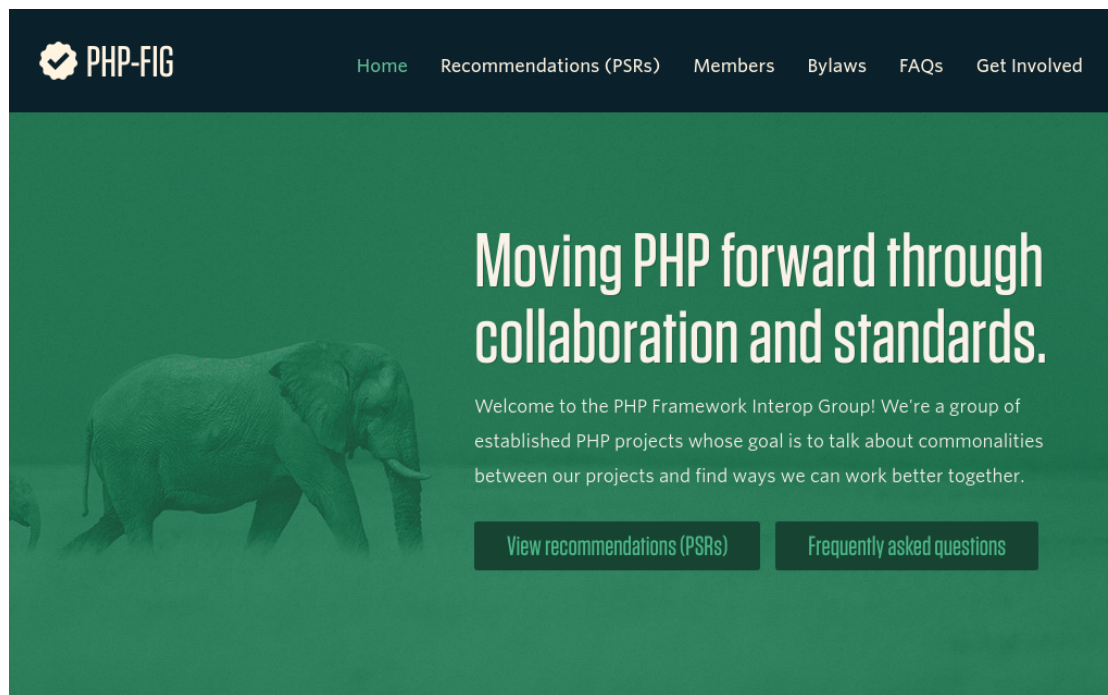 PHP-FIG
Home Recommendations (PSRs) Members Bylaws FAQs Get Involved
Moving PHP forward through
collaboration and standards.
Welcome to the PHP Framework Interop Group! We're a group of
established PHP projects whose goal is to talk about commonalities
between our projects and find ways we can work better together.
View recommendations (PSRs) Frequently asked questions